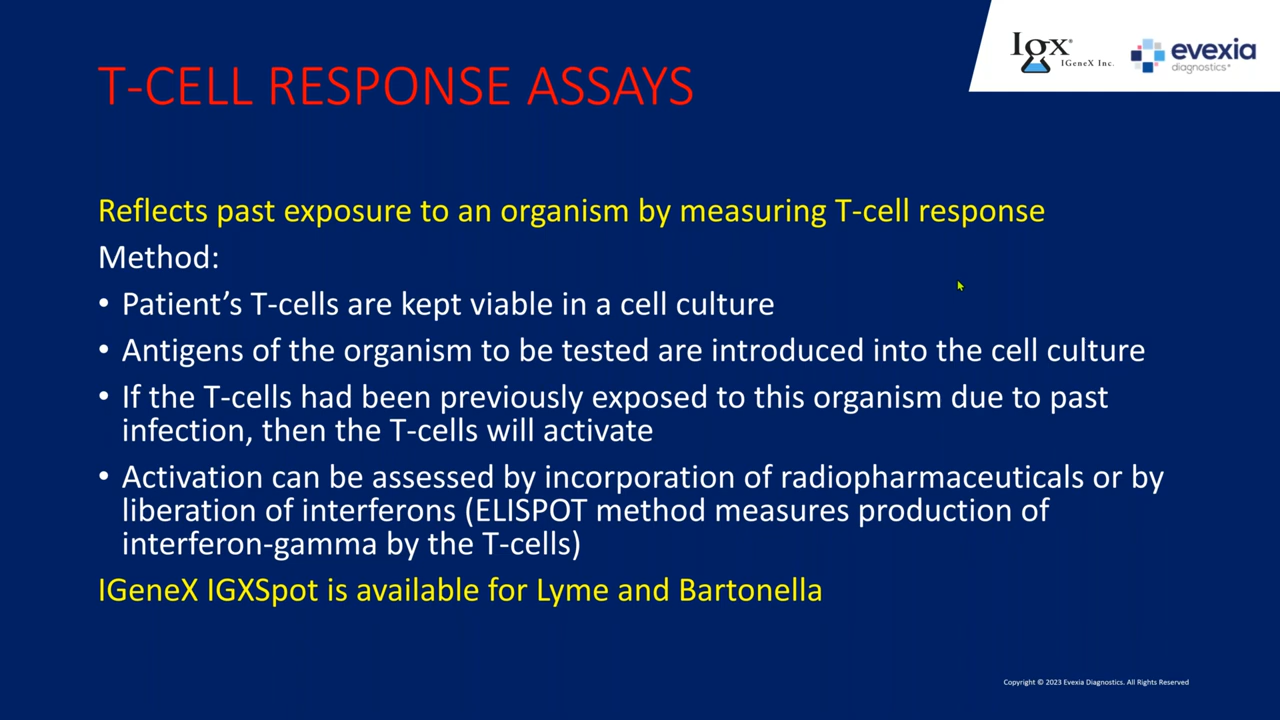 Igx®
IGeneX Inc.
evexia
diagnostics®
T-CELL RESPONSE ASSAYS
Reflects past exposure to an organism by measuring T-cell response
Method:
• Patient’s T-cells are kept viable in a cell culture
• Antigens of the organism to be tested are introduced into the cell culture
• If the T-cells had been previously exposed to this organism due to past
infection, then the T-cells will activate
• Activation can be assessed by incorporation of radiopharmaceuticals or by
liberation of interferons (ELISPOT method measures production of
interferon-gamma by the T-cells)
IGeneX IGXSpot is available for Lyme and Bartonella
Copyright © 2023 Evexia Diagnostics. All Rights Reserved